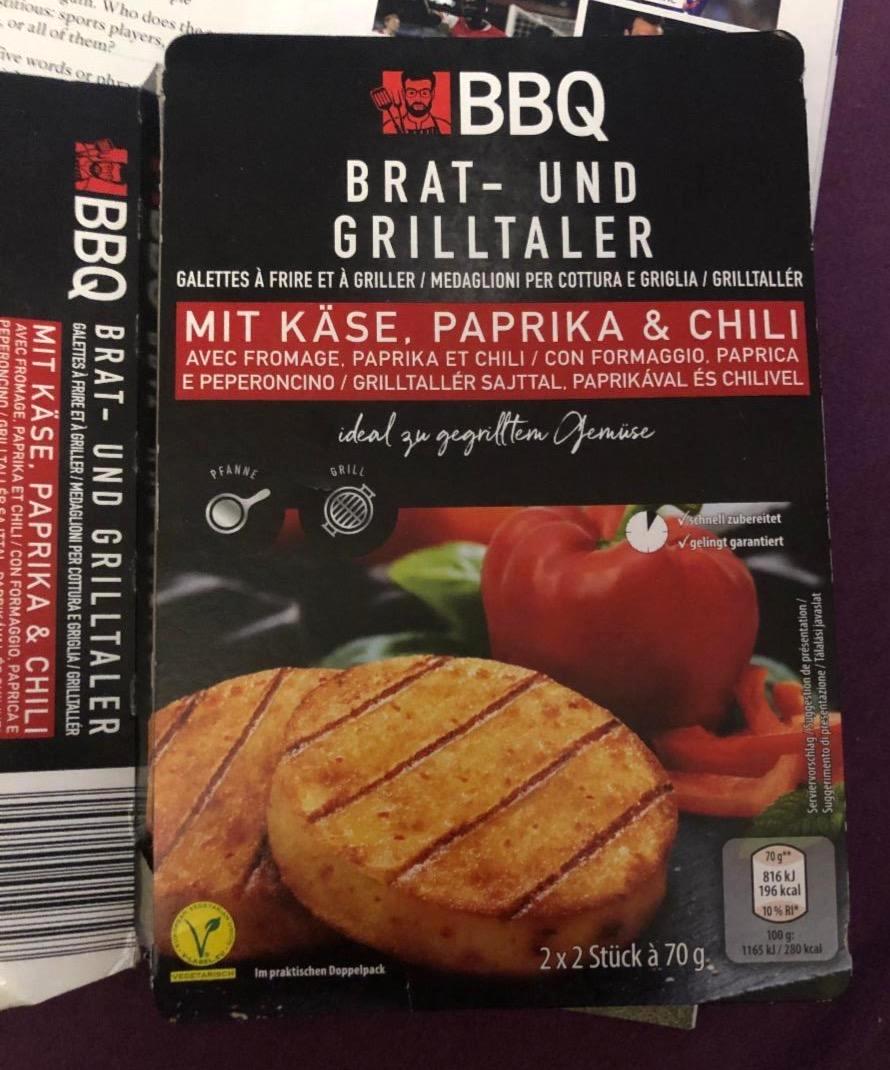 . Who does the
sports players,
, or all of them?
five words or
BBQ
BRAT- UND
GRILLTALER
GALETTES À FRIRE ET À GRILLER / MEDAGLIONI PER COTTURA E GRIGLIA / GRILLTALLÉR
MIT KÄSE, PAPRIKA & CHILI
AVEC FROMAGE, PAPRIKA ET CHILI / CON FORMAGGIO, PAPRICA
E PEPERONCINO / GRILLTALLÉR SAJTTAL, PAPRIKÁVAL ÉS CHILIVEL
ideal zu gegrilltem Gemüse
PFANNE
GRILL
schnell zubereitet
gelingt garantiert
Serviervorschlag / Suggestion de présentation /
Suggerimento di presentazione / Tálalási javaslat
70 g**
816 kJ
196 kcal
10 % RI*
100 g:
1165 kJ / 280 kcal
2 x 2 Stück à 70 g
VEGETARISCH
Im praktischen Doppelpack
BBQ
BRAT- UND GRILLTALER
GALETTES À FRIRE ET À GRILLER / MEDAGLIONI PER COTTURA E GRIGLIA / GRILLTALLÉR
MIT KÄSE, PAPRIKA & CHILI
AVEC FROMAGE, PAPRIKA ET CHILI / CON FORMAGGIO, PAPRICA E